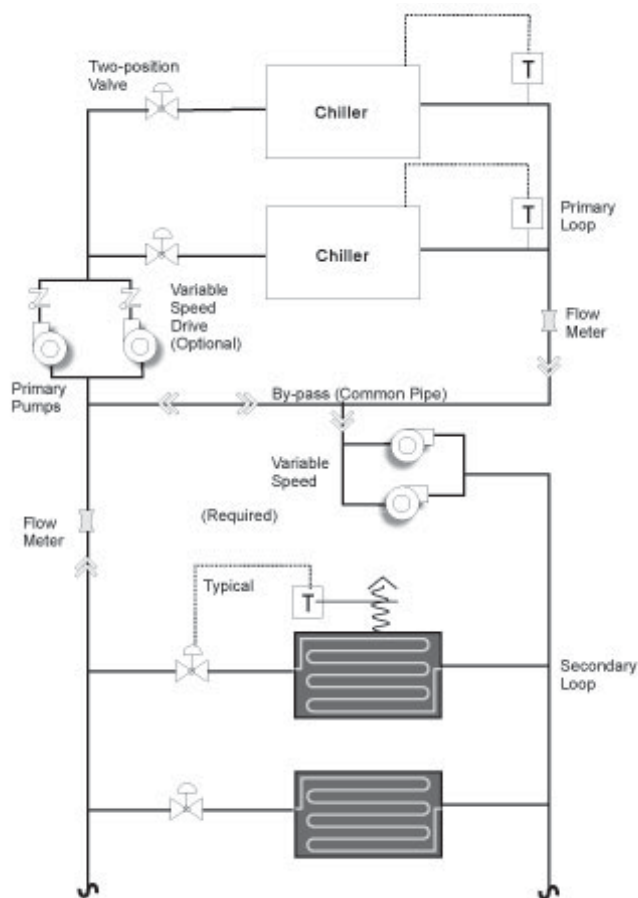 Two-position
Valve
Chiller
T
Chiller
T
Primary
Loop
Variable
Speed
Drive
(Optional)
Flow
Meter
Primary
Pumps
By-pass (Common Pipe)
Variable
Speed
(Required)
Flow
Meter
Typical
T
Secondary
Loop